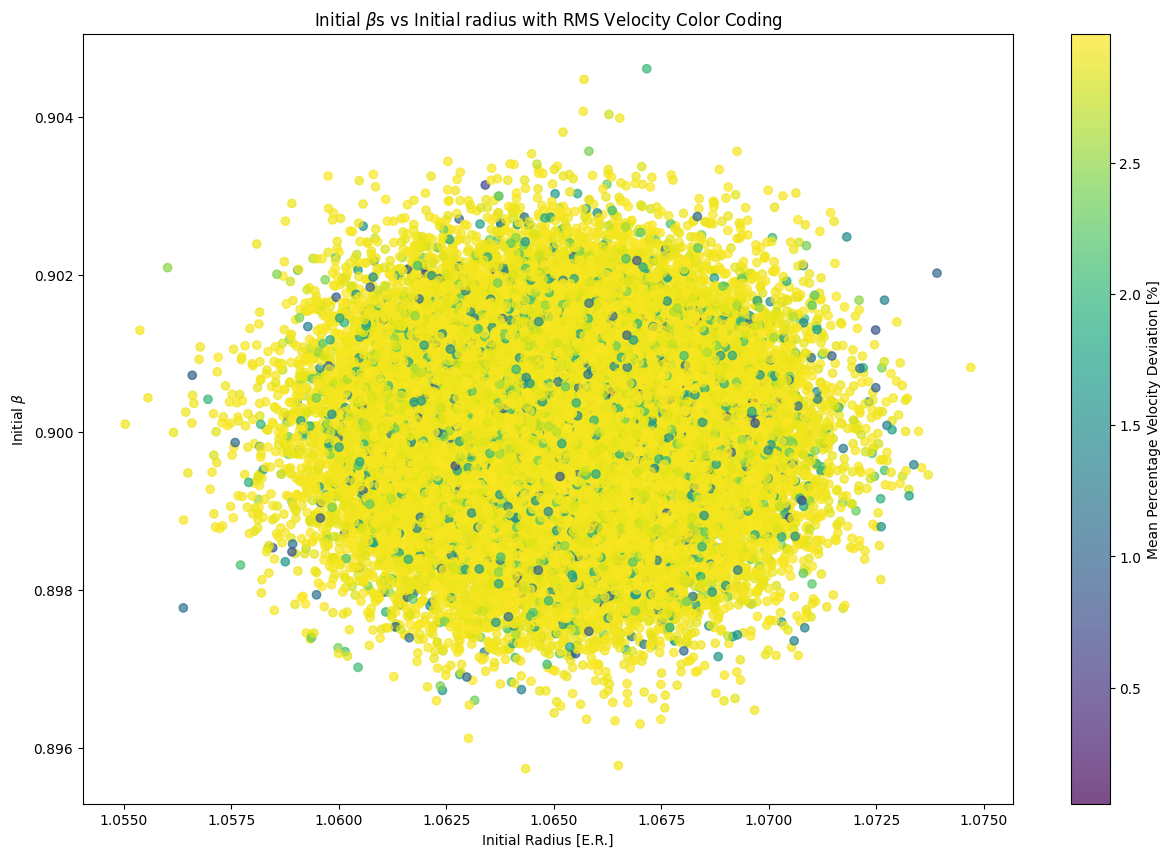 Initial βs vs Initial radius with RMS Velocity Color Coding
0.904
0.902
0.900
0.898
0.896
Initial β
1.0550 1.0575 1.0600 1.0625 1.0650 1.0675 1.0700 1.0725 1.0750
Initial Radius [E.R.]
2.5
2.0
1.5
1.0
0.5
Mean Percentage Velocity Deviation [%]